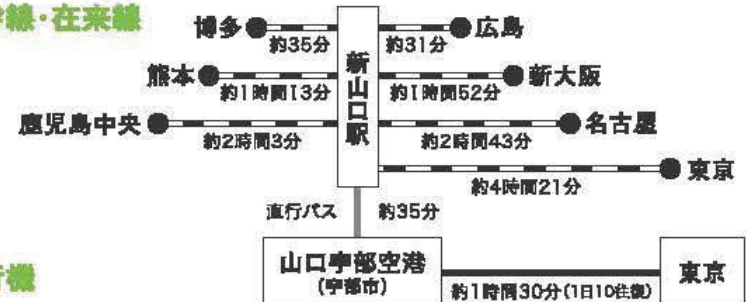 線・在来線
博多
約35分
約31分
広島
熊本
約1時間13分
約1時間52分
新大阪
新山口駅
鹿児島中央
約2時間3分
約2時間43分
名古屋
約4時間21分
東京
直行バス
約35分
山口宇部空港
(宇部市)
約1時間30分(1日10往復)
東京
機